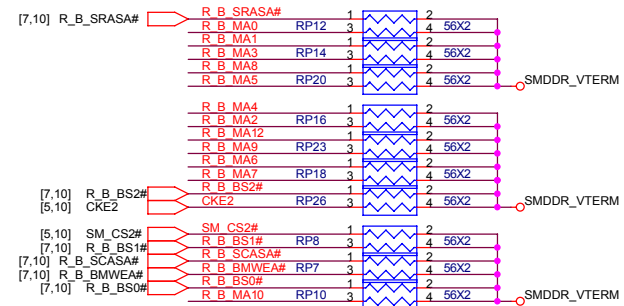 R_B_SRASA# 1 2
[7,10] R_B_SRASA#
R_B_MA0 RP12 3 4 56X2
R_B_MA1 1 2
R_B_MA3 RP14 3 4 56X2
R_B_MA8 1 2
R_B_MA5 RP20 3 4 56X2 SMDDR_VTERM
R_B_MA4 1 2
R_B_MA2 RP16 3 4 56X2
R_B_MA12 1 2
R_B_MA9 RP23 3 4 56X2
R_B_MA6 1 2
R_B_MA7 RP18 3 4 56X2
[7,10] R_B_BS2# R_B_BS2# 1 2
[5,10] CKE2 CKE2 RP26 3 4 56X2 SMDDR_VTERM
[5,10] SM_CS2# SM_CS2# 1 2
[7,10] R_B_BS1# R_B_BS1# RP8 3 4 56X2
[7,10] R_B_SCASA# R_B_SCASA# 1 2
[7,10] R_B_BMWEA# R_B_BMWEA# RP7 3 4 56X2
[7,10] R_B_BS0# R_B_BS0# 1 2
R_B_MA10 RP10 3 4 56X2 SMDDR_VTERM